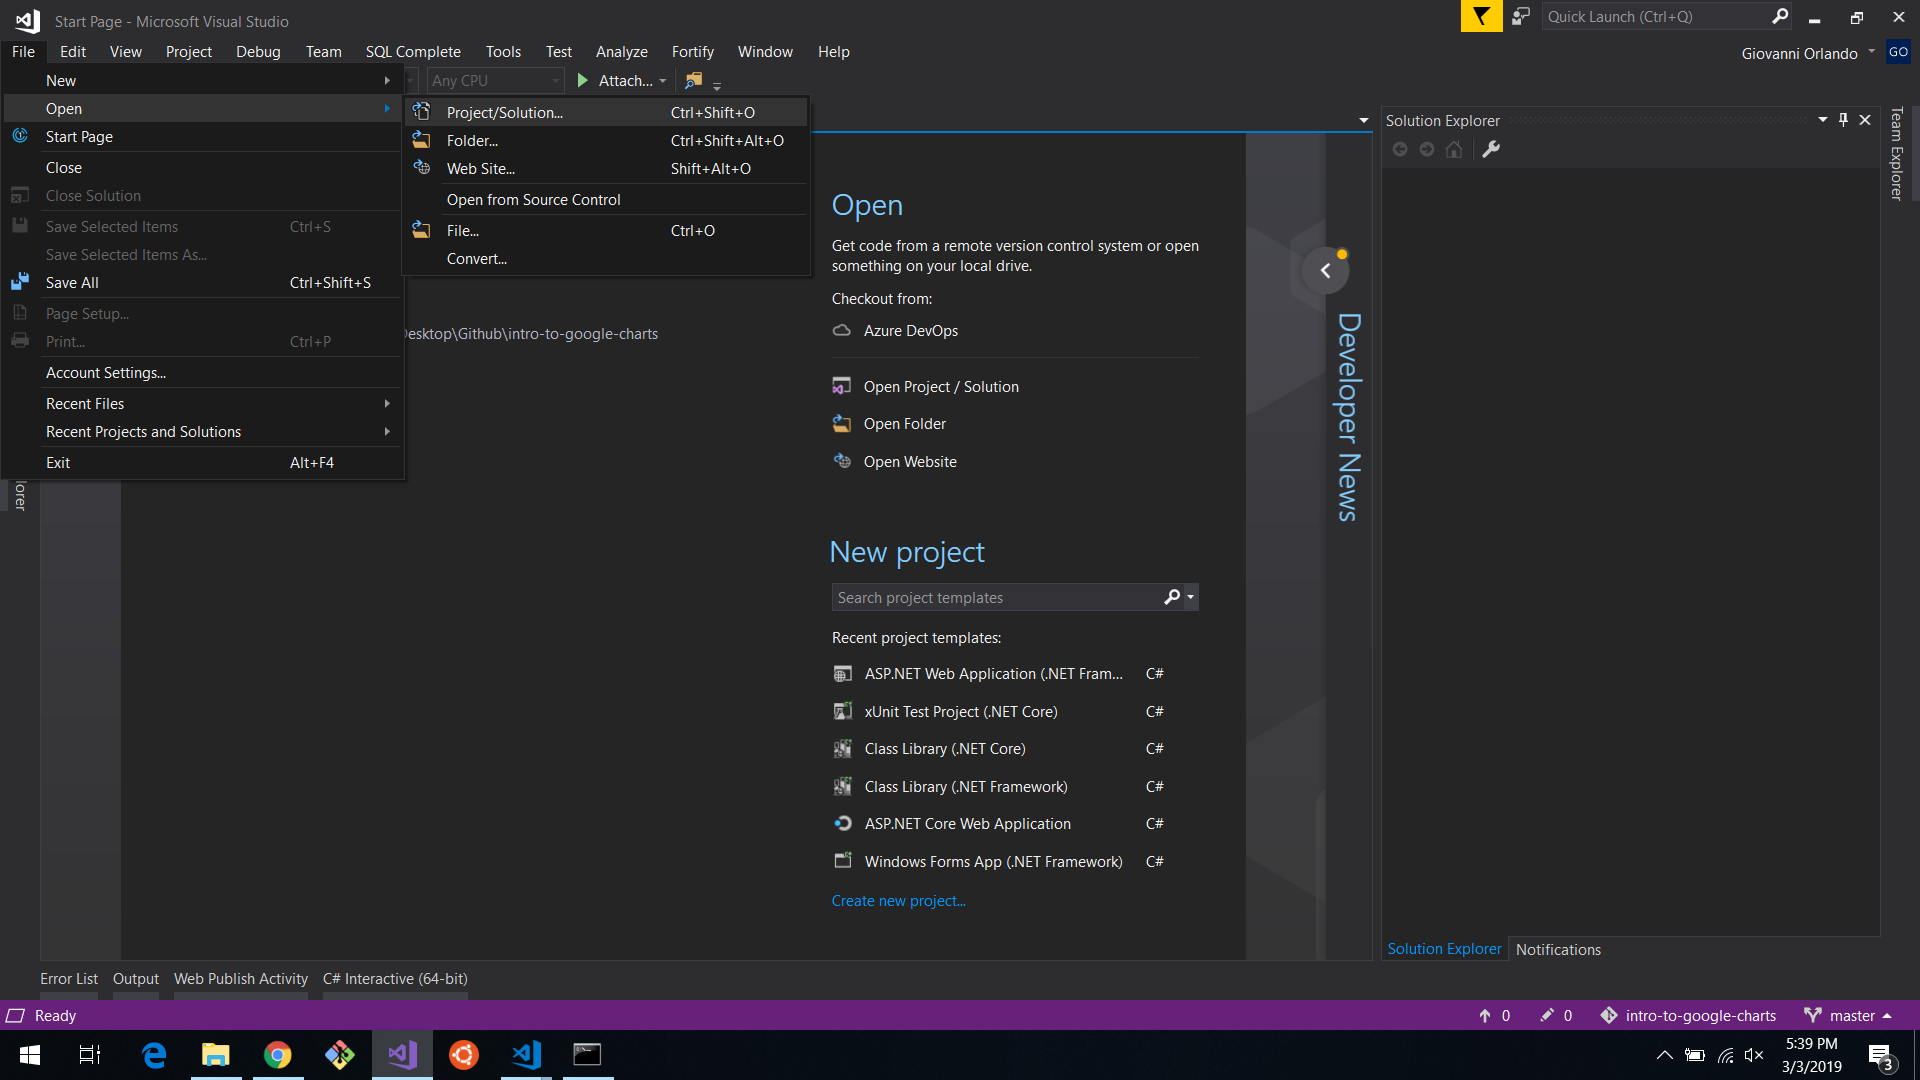 Start Page - Microsoft Visual Studio
Quick Launch (Ctrl+Q)
File Edit View Project Debug Team SQL Complete Tools Test Analyze Fortify Window Help
Giovanni Orlando GO
Any CPU Attach...
New
Open
Start Page
Close
Close Solution
Save Selected Items Ctrl+S
Save Selected Items As...
Save All Ctrl+Shift+S
Page Setup...
Print... Ctrl+P
Account Settings...
Recent Files
Recent Projects and Solutions
Exit Alt+F4
Project/Solution... Ctrl+Shift+O
Folder... Ctrl+Shift+Alt+O
Web Site... Shift+Alt+O
Open from Source Control
File... Ctrl+O
Convert...
esktop\Github\intro-to-google-charts
lorer
Open
Get code from a remote version control system or open
something on your local drive.
Checkout from:
Azure DevOps
Open Project / Solution
Open Folder
Open Website
New project
Search project templates
Recent project templates:
ASP.NET Web Application (.NET Fram... C#
xUnit Test Project (.NET Core) C#
Class Library (.NET Core) C#
Class Library (.NET Framework) C#
ASP.NET Core Web Application C#
Windows Forms App (.NET Framework) C#
Create new project...
Developer News
Solution Explorer
Team Explorer
Solution Explorer Notifications
Error List Output Web Publish Activity C# Interactive (64-bit)
Ready 0 0 intro-to-google-charts master
5:39 PM
3/3/2019
3